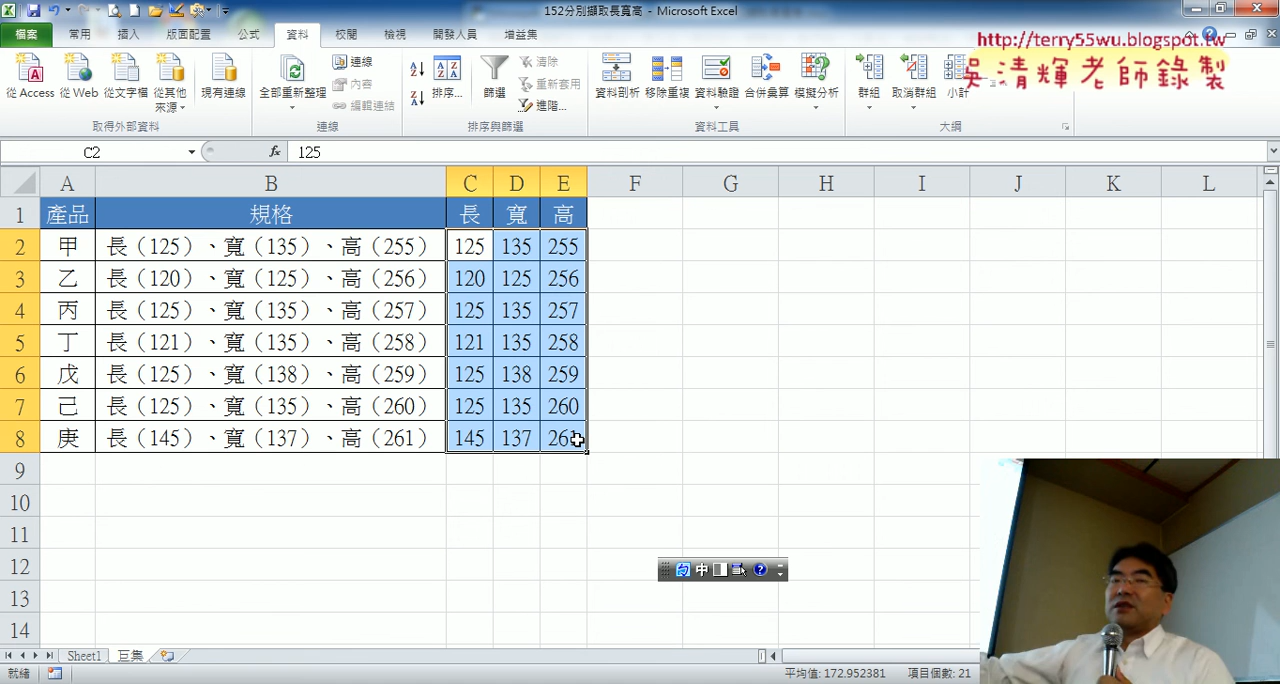 152分別擷取長寬高 - Microsoft Excel
檔案 常用 插入 版面配置 公式 資料 校閱 檢視 開發人員 增益集
http://terry55wu.blogspot.tw
吳清輝老師錄製
從 Access 從 Web 從文字檔 從其他來源 現有連線 全部重新整理 連線 內容 編輯連結 排序... 篩選 清除 重新套用 進階... 資料剖析 移除重複 資料驗證 合併彙算 模擬分析 群組 取消群組 小計
取得外部資料 連線 排序與篩選 資料工具 大綱
C2 fx 125
A B C D E F G H I J K L
1 產品 規格 長 寬 高
2 甲 長（125）、寬（135）、高（255） 125 135 255
3 乙 長（120）、寬（125）、高（256） 120 125 256
4 丙 長（125）、寬（135）、高（257） 125 135 257
5 丁 長（121）、寬（135）、高（258） 121 135 258
6 戊 長（125）、寬（138）、高（259） 125 138 259
7 己 長（125）、寬（135）、高（260） 125 135 260
8 庚 長（145）、寬（137）、高（261） 145 137 261
9
10
11
12
中
13
14
Sheet1 巨集
就緒 平均值: 172.952381 項目個數: 21